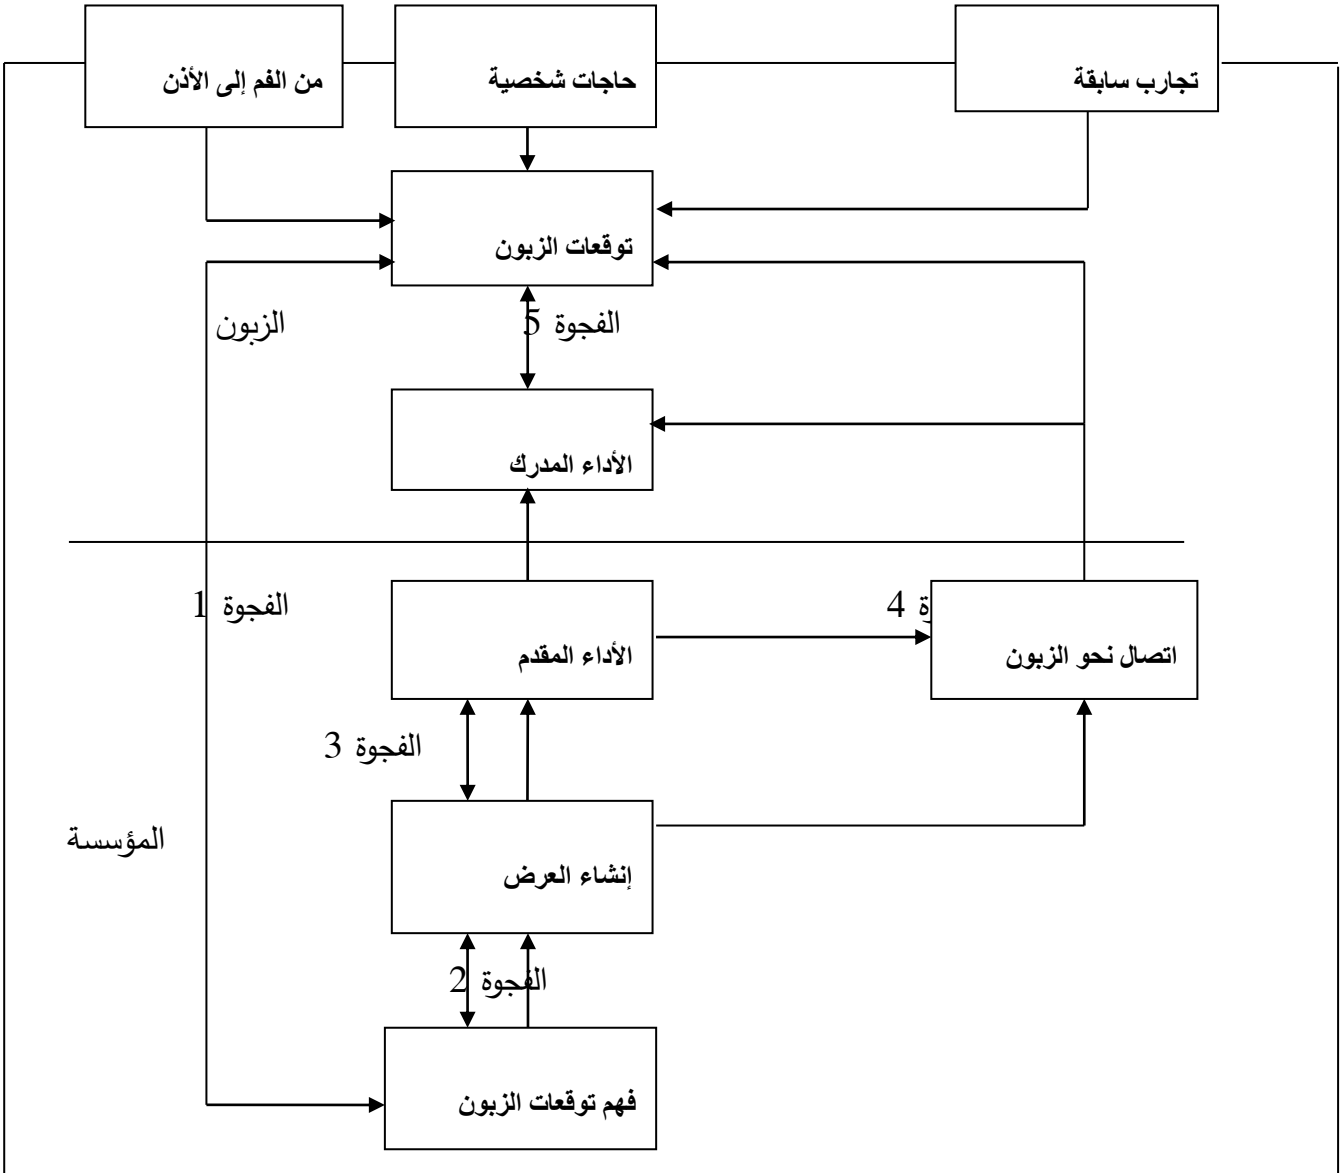 تجارب سابقة
حاجات شخصية
من الفم إلى الأذن
توقعات الزبون
الفجوة 5
الزبون
الأداء المدرك
4
الفجوة 1
اتصال نحو الزبون
الأداء المقدم
الفجوة 3
المؤسسة
إنشاء العرض
الفجوة 2
فهم توقعات الزبون